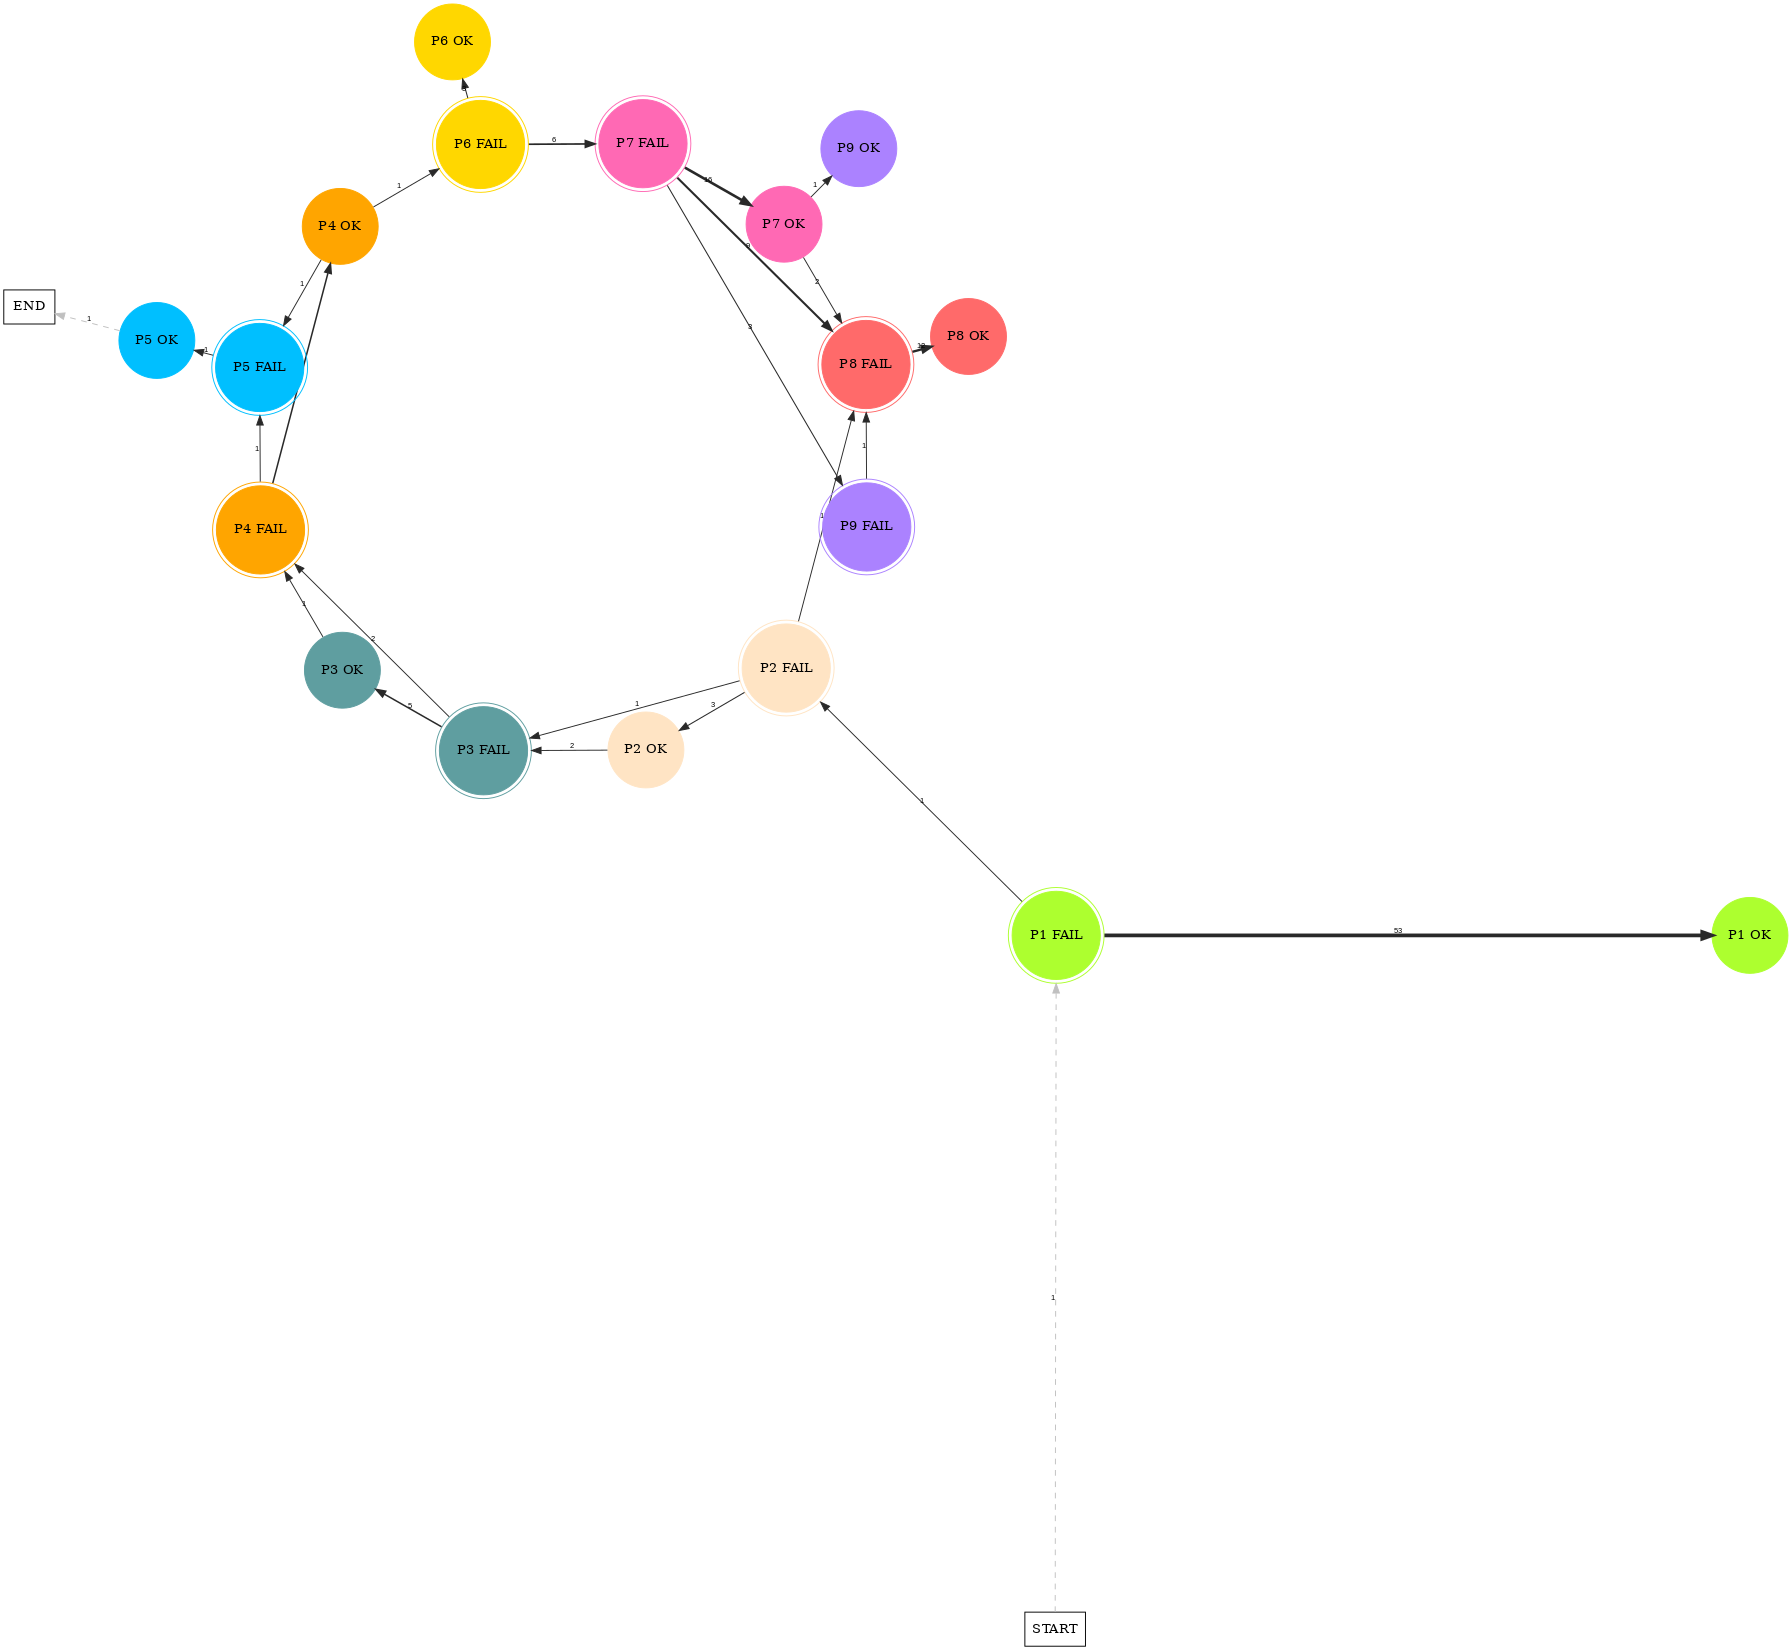 P6 OK
6
P6 FAIL
6
P7 FAIL
P9 OK
16
1
1
P4 OK
P7 OK
2
1
END
1
P5 OK
1
P5 FAIL
3
P8 OK
P8 FAIL
1
1
P4 FAIL
1
P9 FAIL
1
2
P3 OK
P2 FAIL
5
1
3
P3 FAIL
2
P2 OK
1
P1 FAIL
53
P1 OK
1
START